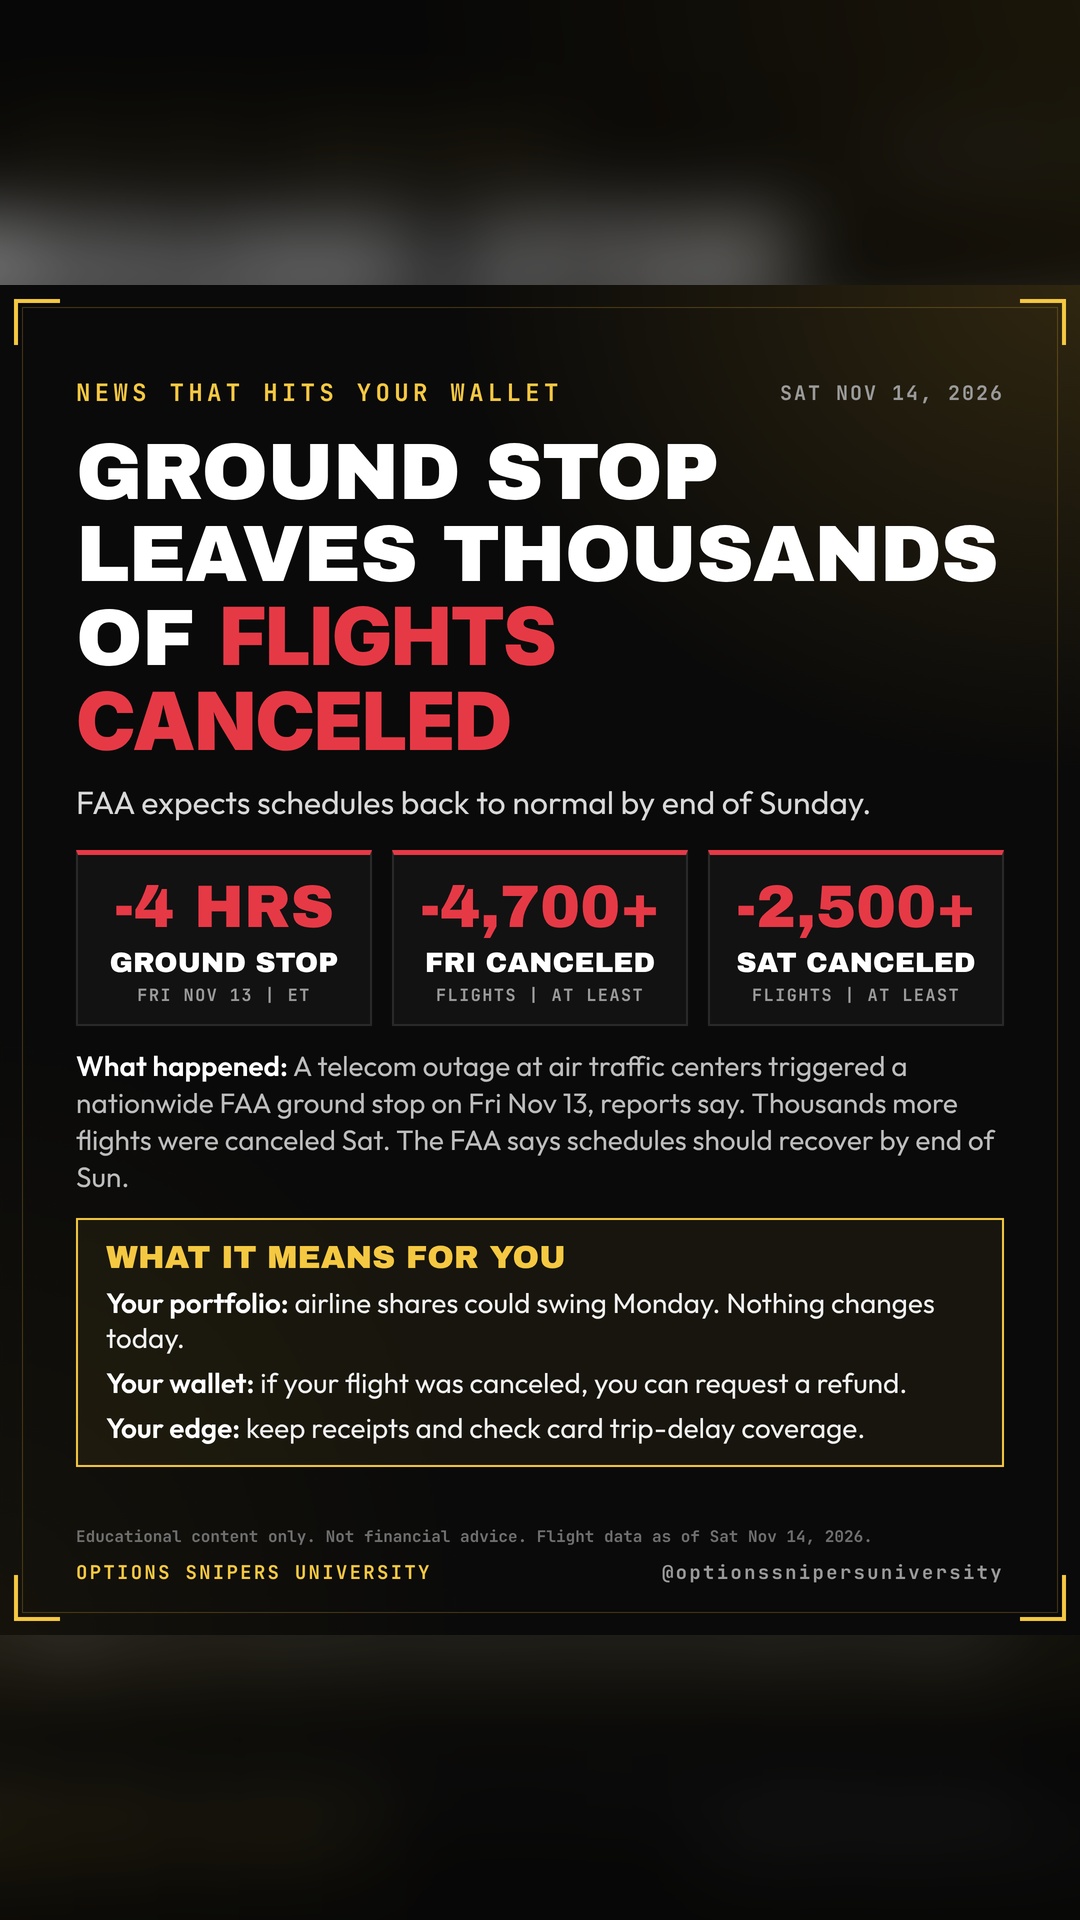 NEWS THAT HITS YOUR WALLET
SAT NOV 14, 2026
GROUND STOP
LEAVES THOUSANDS
OF FLIGHTS
CANCELED
FAA expects schedules back to normal by end of Sunday.
-4 HRS
GROUND STOP
FRI NOV 13 | ET
-4,700+
FRI CANCELED
FLIGHTS | AT LEAST
-2,500+
SAT CANCELED
FLIGHTS | AT LEAST
What happened: A telecom outage at air traffic centers triggered a
nationwide FAA ground stop on Fri Nov 13, reports say. Thousands more
flights were canceled Sat. The FAA says schedules should recover by end of
Sun.
WHAT IT MEANS FOR YOU
Your portfolio: airline shares could swing Monday. Nothing changes
today.
Your wallet: if your flight was canceled, you can request a refund.
Your edge: keep receipts and check card trip-delay coverage.
Educational content only. Not financial advice. Flight data as of Sat Nov 14, 2026.
OPTIONS SNIPERS UNIVERSITY
@optionssnipersuniversity